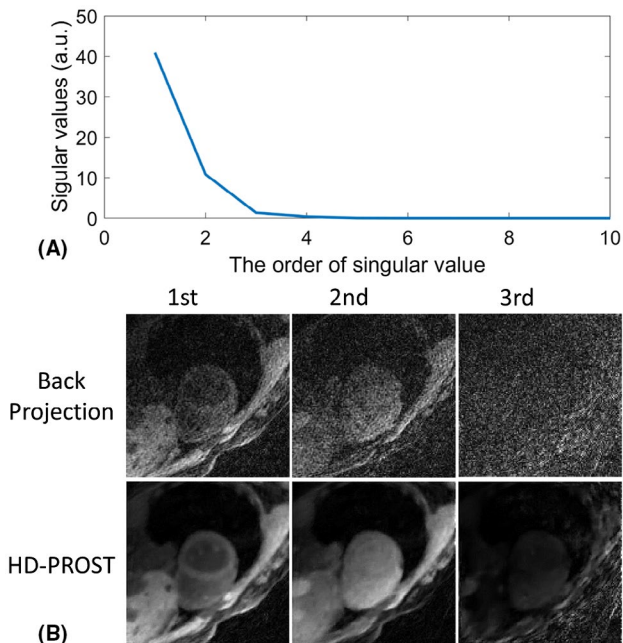 50
40
30
20
10
0
Sigular values (a.u.)
0 2 4 6 8 10
(A)
The order of singular value
1st 2nd 3rd
Back
Projection
HD-PROST
(B)